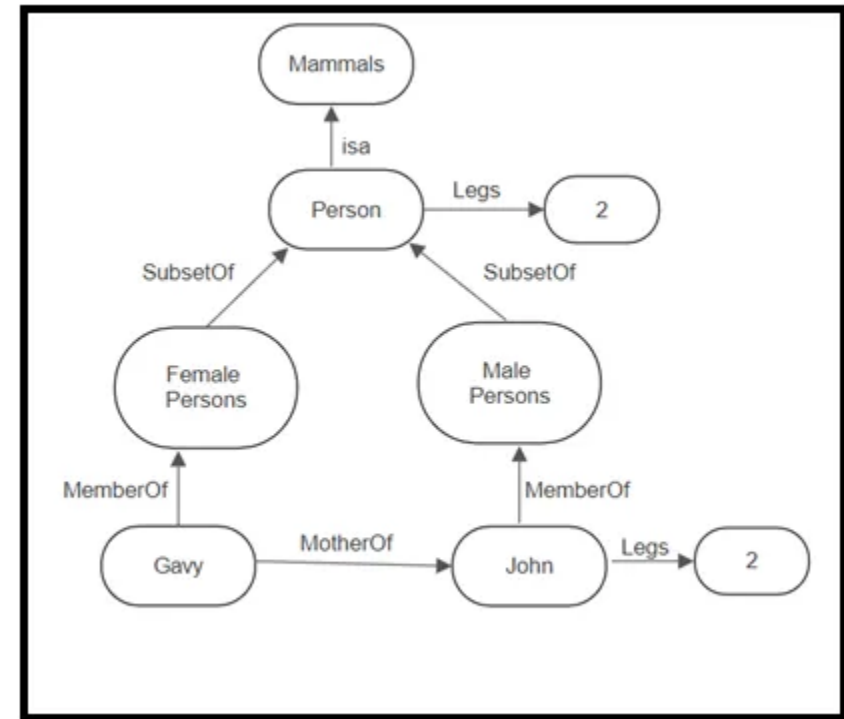 Mammals
isa
Person
Legs
2
SubsetOf
SubsetOf
Female
Persons
Male
Persons
MemberOf
MemberOf
Gavy
MotherOf
John
Legs
2